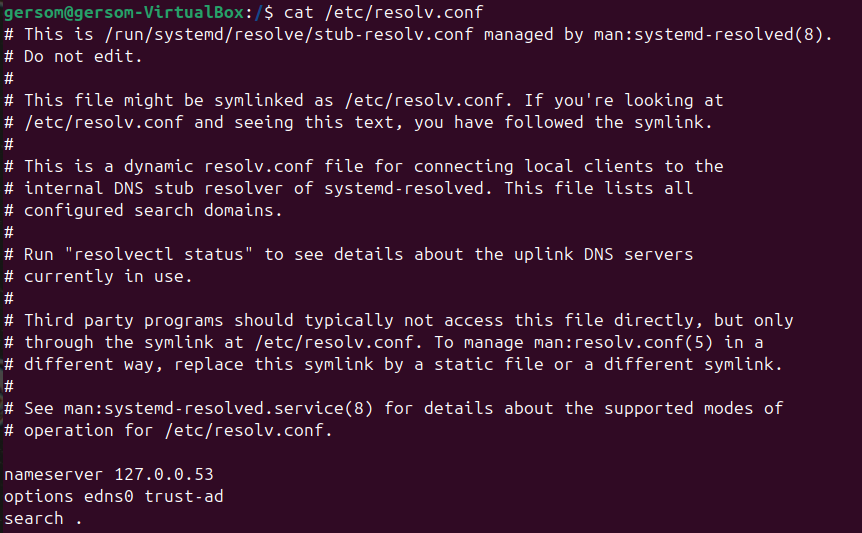 gersom@gersom-VirtualBox:/$ cat /etc/resolv.conf
# This is /run/systemd/resolve/stub-resolv.conf managed by man:systemd-resolved(8).
# Do not edit.
#
# This file might be symlinked as /etc/resolv.conf. If you're looking at
# /etc/resolv.conf and seeing this text, you have followed the symlink.
#
# This is a dynamic resolv.conf file for connecting local clients to the
# internal DNS stub resolver of systemd-resolved. This file lists all
# configured search domains.
#
# Run "resolvectl status" to see details about the uplink DNS servers
# currently in use.
#
# Third party programs should typically not access this file directly, but only
# through the symlink at /etc/resolv.conf. To manage man:resolv.conf(5) in a
# different way, replace this symlink by a static file or a different symlink.
#
# See man:systemd-resolved.service(8) for details about the supported modes of
# operation for /etc/resolv.conf.

nameserver 127.0.0.53
options edns0 trust-ad
search .